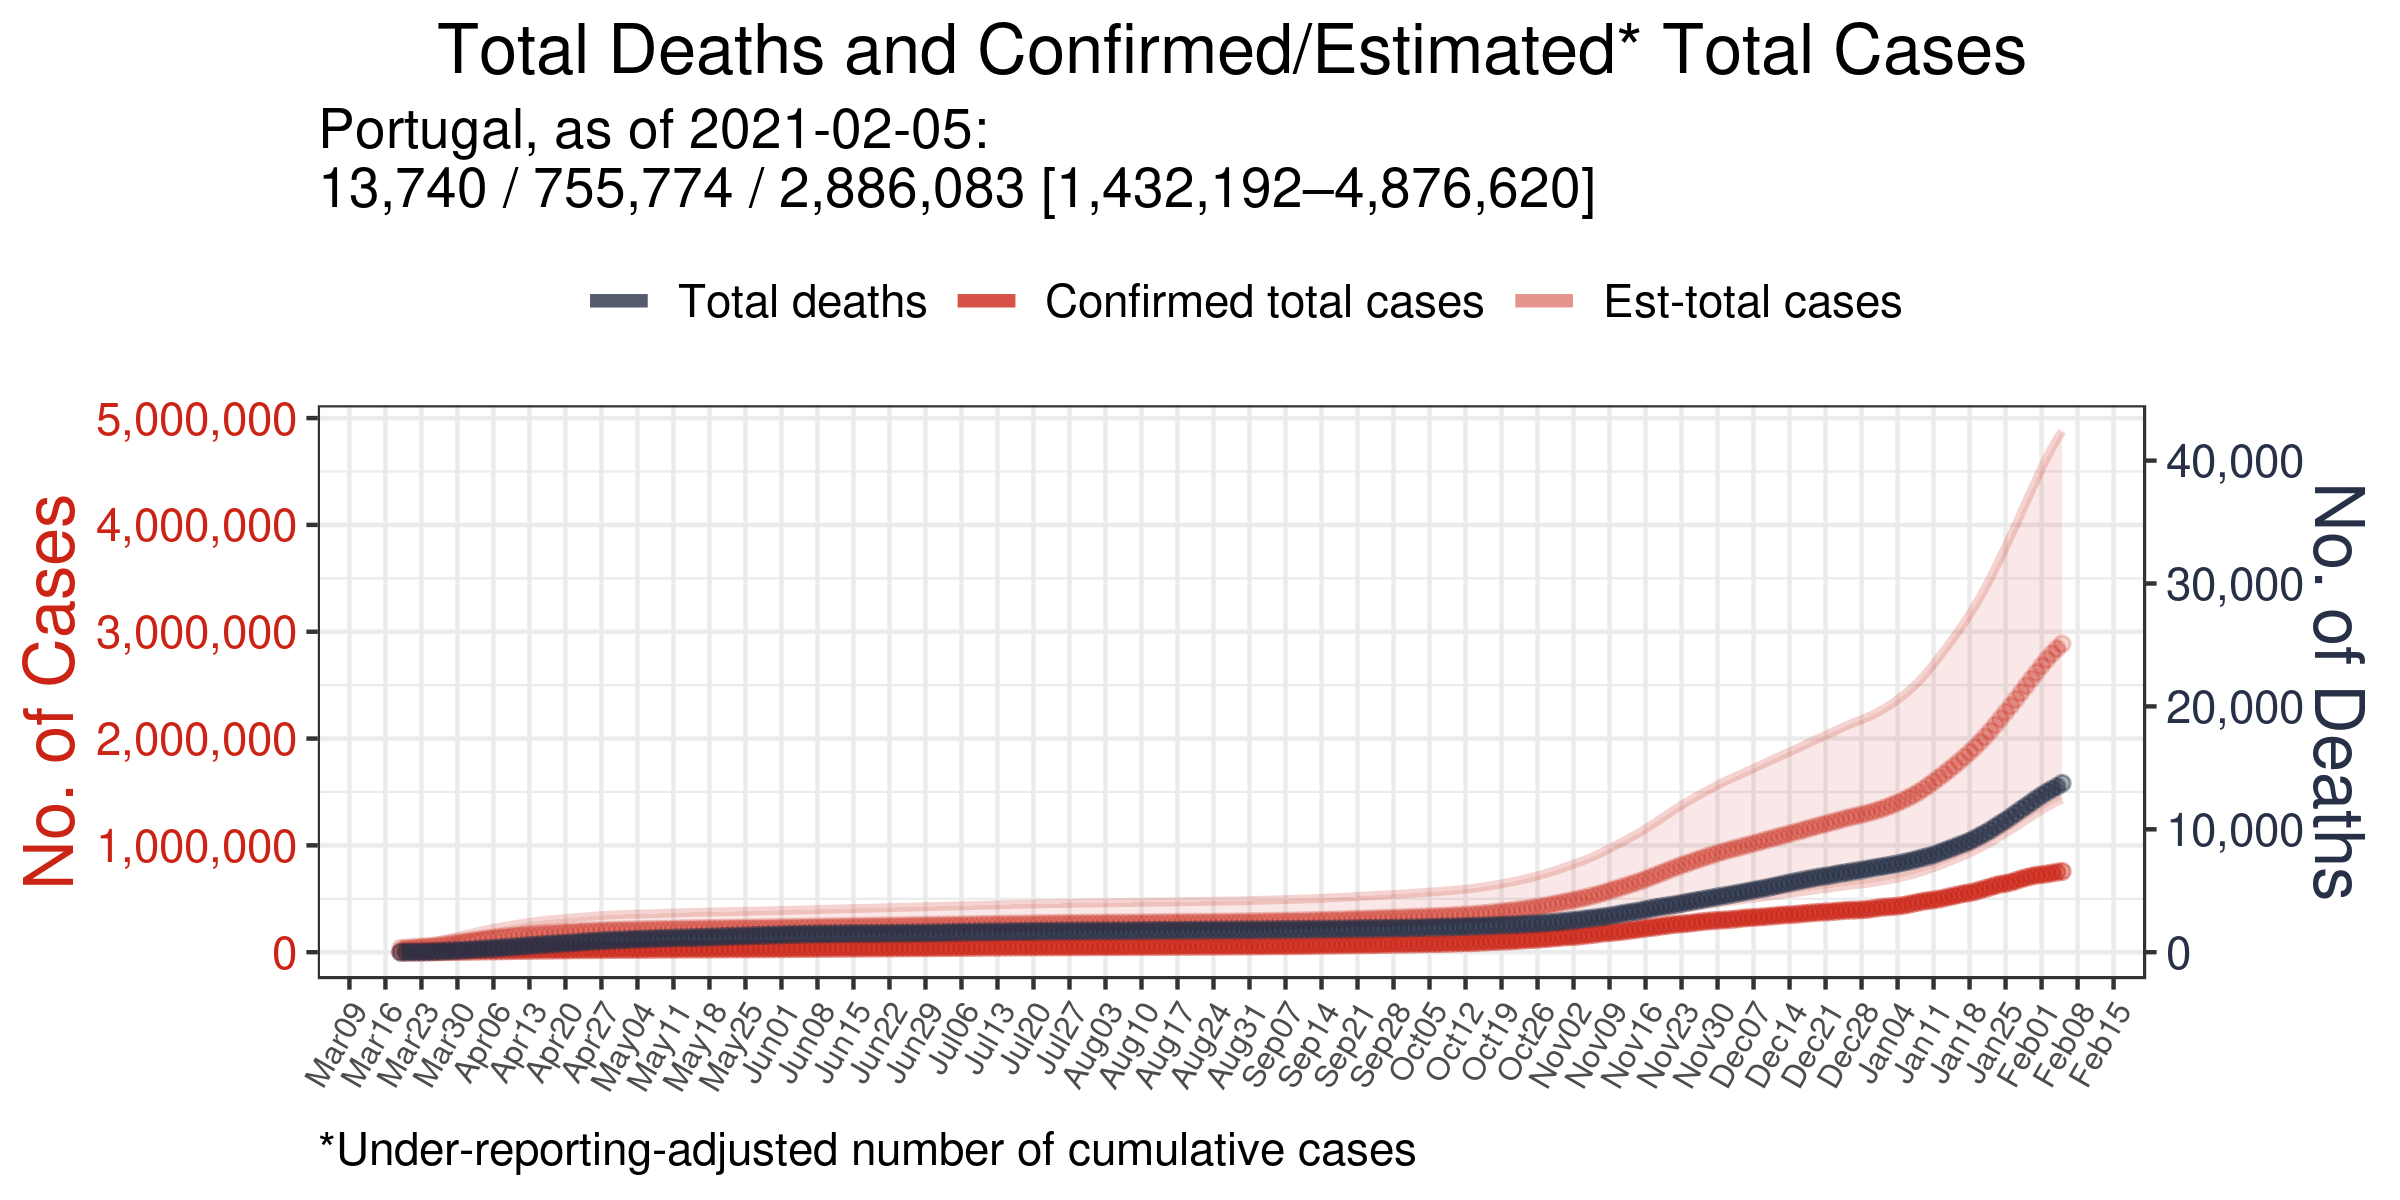 Total Deaths and Confirmed/Estimated* Total Cases
Portugal, as of 2021-02-05:
13,740 / 755,774 / 2,886,083 [1,432,192–4,876,620]
Total deaths
Confirmed total cases
Est-total cases
No. of Cases
5,000,000
4,000,000
3,000,000
2,000,000
1,000,000
0
40,000
30,000
20,000
10,000
0
No. of Deaths
Mar09
Mar16
Mar23
Mar30
Apr06
Apr13
Apr20
Apr27
May04
May11
May18
May25
Jun01
Jun08
Jun15
Jun22
Jun29
Jul06
Jul13
Jul20
Jul27
Aug03
Aug10
Aug17
Aug24
Aug31
Sep07
Sep14
Sep21
Sep28
Oct05
Oct12
Oct19
Oct26
Nov02
Nov09
Nov16
Nov23
Nov30
Dec07
Dec14
Dec21
Dec28
Jan04
Jan11
Jan18
Jan25
Feb01
Feb08
Feb15
*Under-reporting-adjusted number of cumulative cases